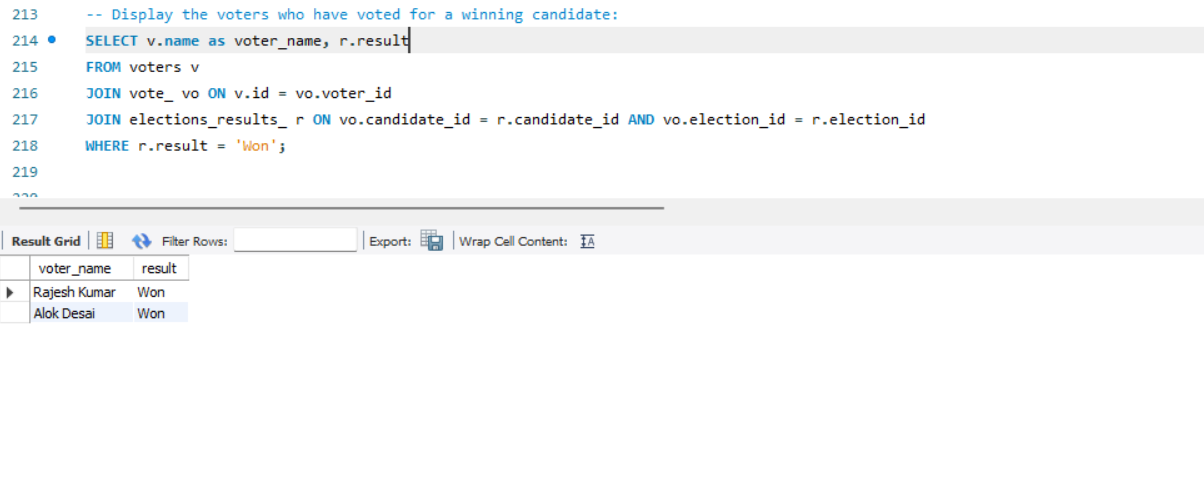 213 -- Display the voters who have voted for a winning candidate:
214 SELECT v.name as voter_name, r.result
215 FROM voters v
216 JOIN vote_ vo ON v.id = vo.voter_id
217 JOIN elections_results_ r ON vo.candidate_id = r.candidate_id AND vo.election_id = r.election_id
218 WHERE r.result = 'Won';
219
Result Grid Filter Rows: Export: Wrap Cell Content: IA
voter_name result
Rajesh Kumar Won
Alok Desai Won